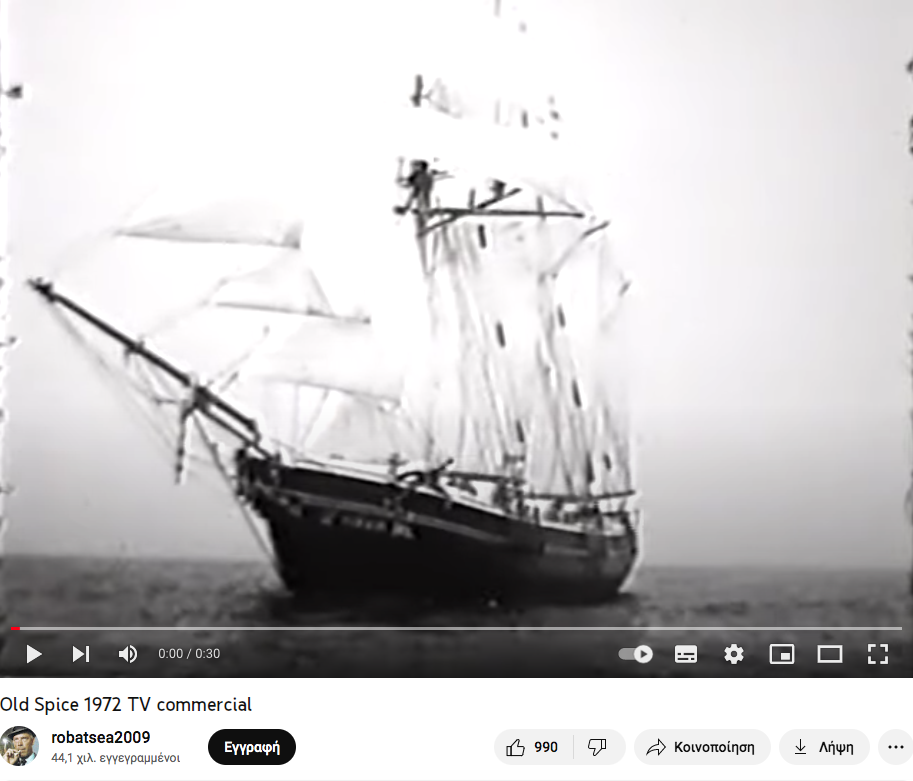 0:00 / 0:30
Old Spice 1972 TV commercial
robatsea2009
44,1 χιλ. εγγεγραμμένοι
Εγγραφή
990
Κοινοποίηση
Λήψη